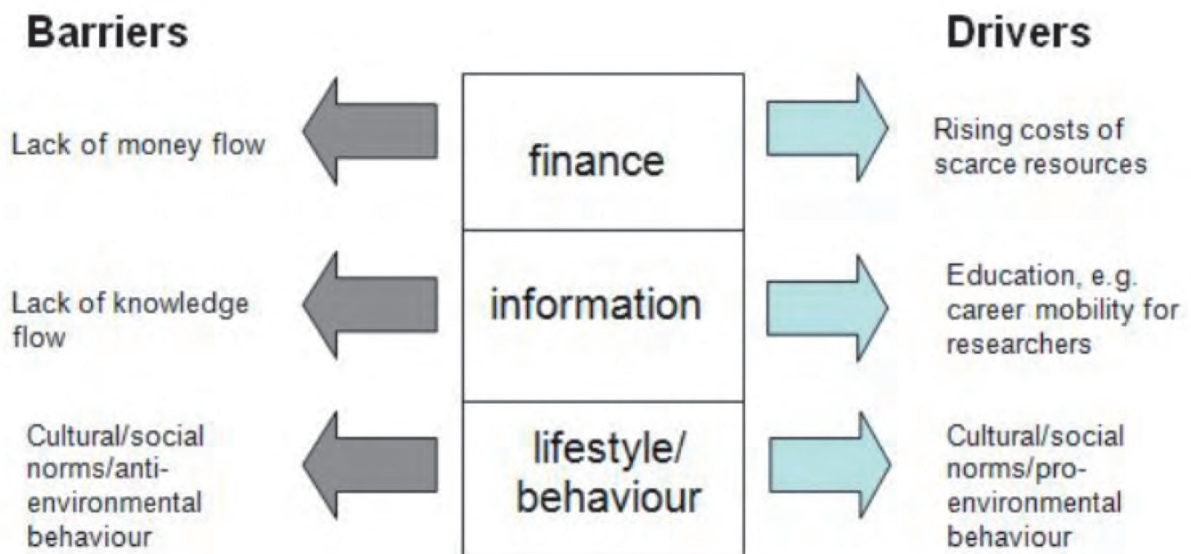 Barriers
Drivers
Lack of money flow
finance
Rising costs of
scarce resources
Lack of knowledge
flow
information
Education, e.g.
career mobility for
researchers
Cultural/social
norms/anti-
environmental
behaviour
lifestyle/
behaviour
Cultural/social
norms/pro-
environmental
behaviour